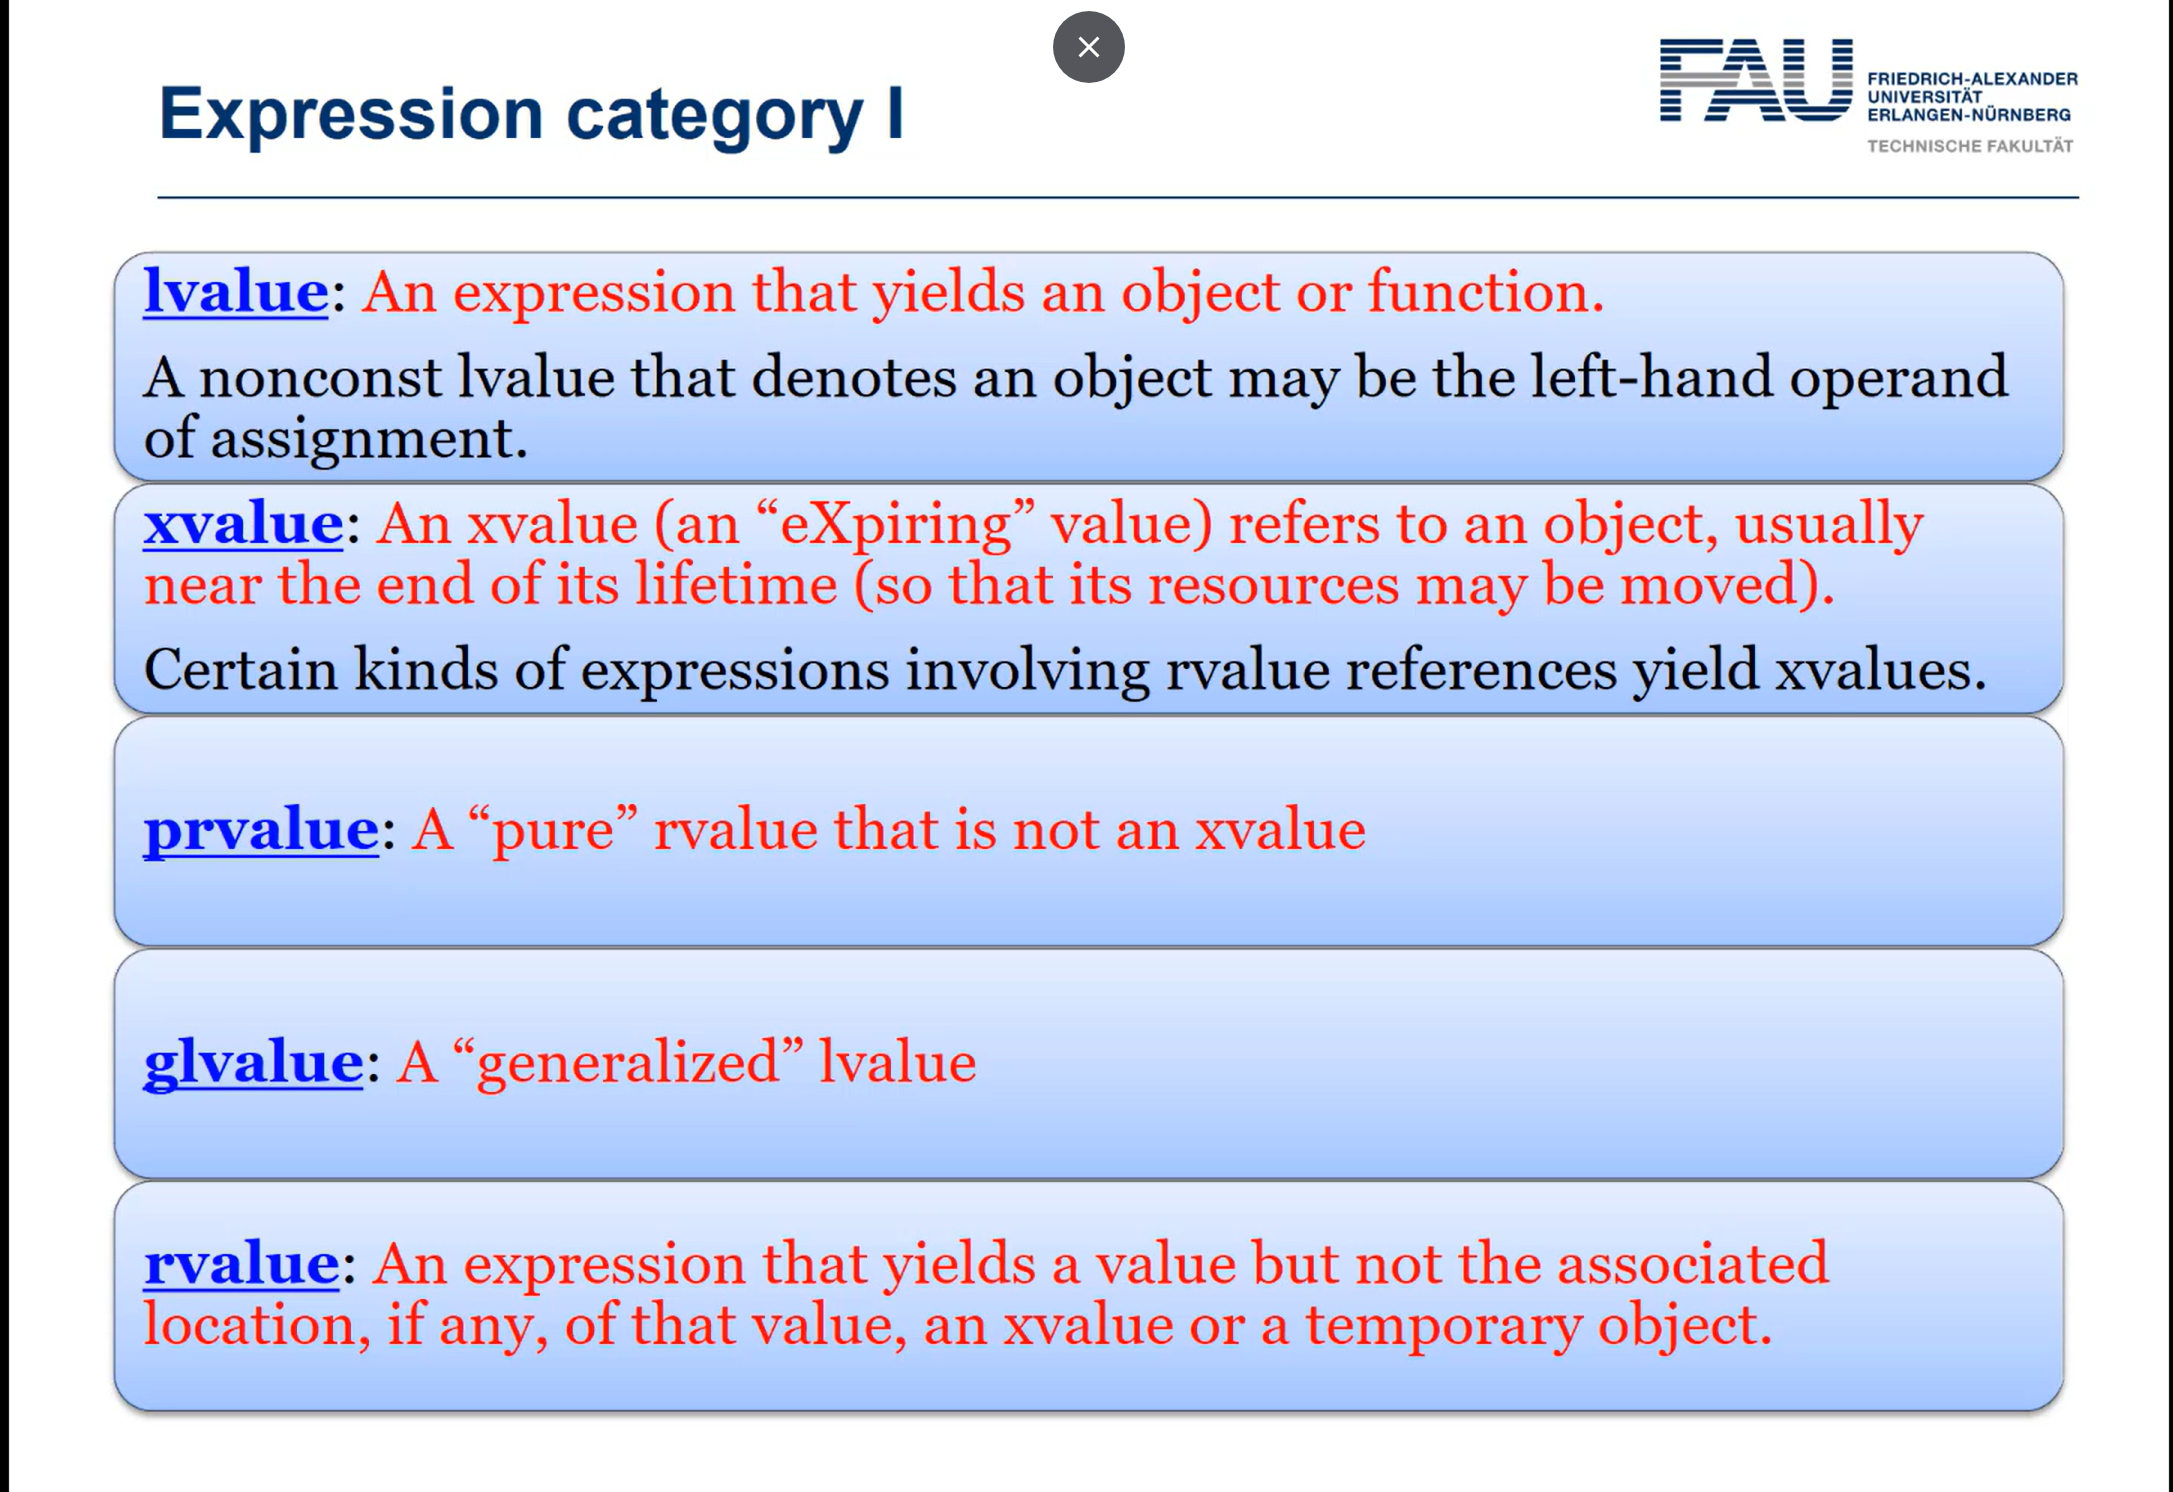 Expression category I
FAU
FRIEDRICH-ALEXANDER
UNIVERSITÄT
ERLANGEN-NÜRNBERG
TECHNISCHE FAKULTÄT
lvalue: An expression that yields an object or function.
A nonconst lvalue that denotes an object may be the left-hand operand
of assignment.
xvalue: An xvalue (an “eXpiring” value) refers to an object, usually
near the end of its lifetime (so that its resources may be moved).
Certain kinds of expressions involving rvalue references yield xvalues.
prvalue: A “pure” rvalue that is not an xvalue
glvalue: A “generalized” lvalue
rvalue: An expression that yields a value but not the associated
location, if any, of that value, an xvalue or a temporary object.